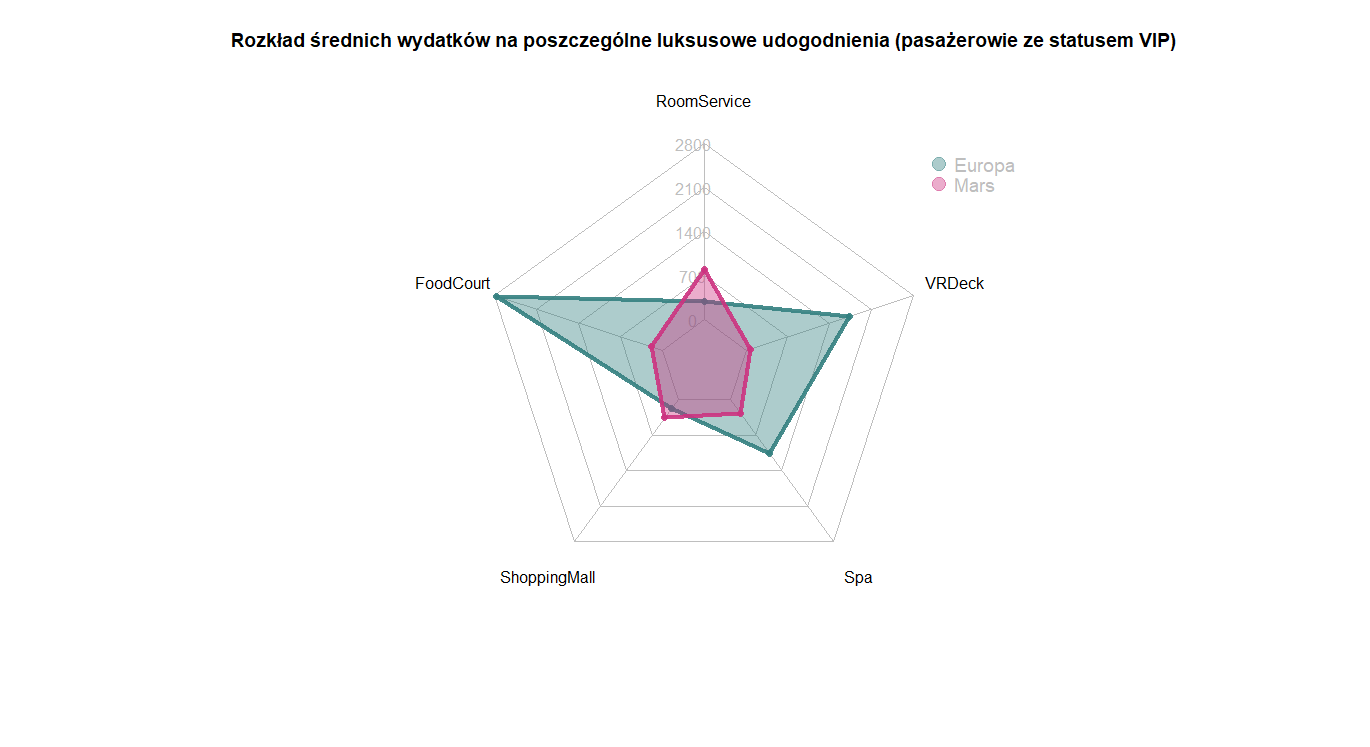 Rozkład średnich wydatków na poszczególne luksusowe udogodnienia (pasażerowie ze statusem VIP)
RoomService
2800
Europa
2100
Mars
1400
FoodCourt
700
VRDeck
0
ShoppingMall
Spa